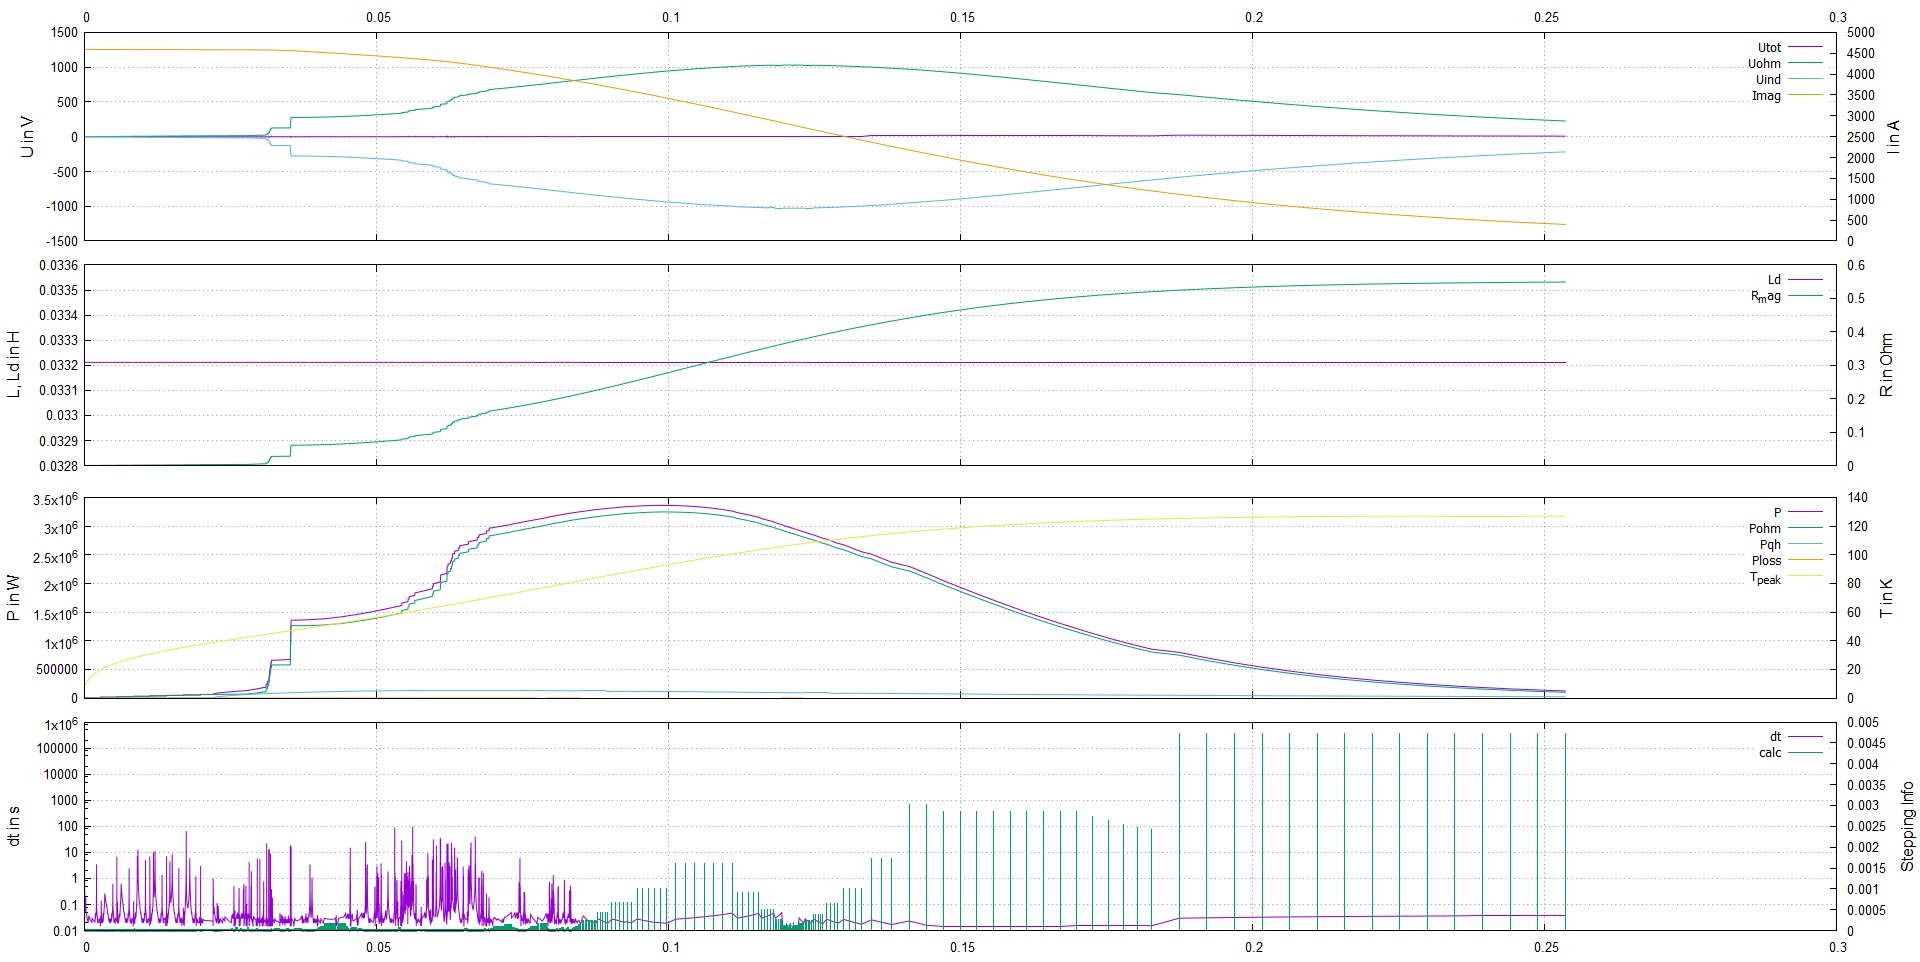 0 0.05 0.1 0.15 0.2 0.25 0.3
1500 5000
Utot 4500
Uohm
1000 Uind 4000
Imag 3500
500 3000
0 2500
U in V I in A
2000
-500 1500
-1000 1000
500
-1500 0
0.0336 0.6
Ld
0.0335 R_mag 0.5
0.0334 0.4
0.0333
L, Ld in H R in Ohm
0.0332 0.3
0.0331 0.2
0.033
0.0329 0.1
0.0328 0
3.5x10^6 140
P
3x10^6 Pohm 120
Pqh
2.5x10^6 Ploss 100
T_peak
2x10^6 80
P in W T in K
1.5x10^6 60
1x10^6 40
500000 20
0 0
1x10^6 0.005
dt
100000 calc 0.0045
10000 0.004
0.0035
1000 0.003
100 0.0025
dt in s Stepping Info
10 0.002
1 0.0015
0.001
0.1 0.0005
0.01 0
0 0.05 0.1 0.15 0.2 0.25 0.3